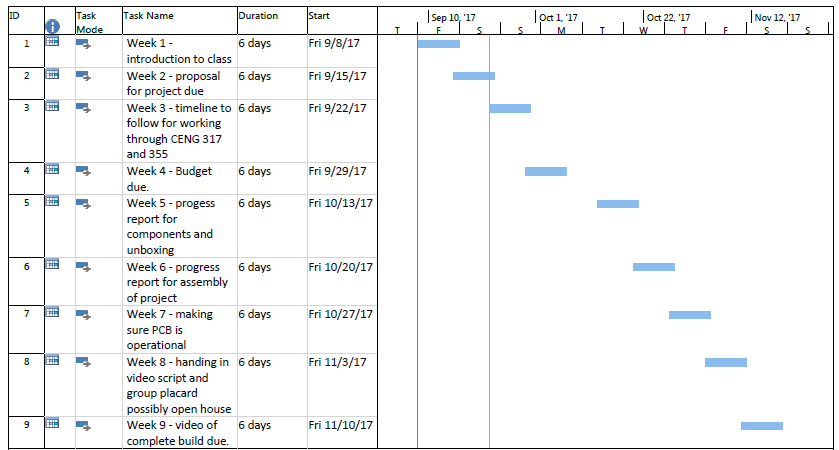 ID Task Mode Task Name Duration Start
Sep 10, '17 Oct 1, '17 Oct 22, '17 Nov 12, '17
T F S S M T W T F S S
1 Week 1 - introduction to class 6 days Fri 9/8/17
2 Week 2 - proposal for project due 6 days Fri 9/15/17
3 Week 3 - timeline to follow for working through CENG 317 and 355 6 days Fri 9/22/17
4 Week 4 - Budget due. 6 days Fri 9/29/17
5 Week 5 - progess report for components and unboxing 6 days Fri 10/13/17
6 Week 6 - progress report for assembly of project 6 days Fri 10/20/17
7 Week 7 - making sure PCB is operational 6 days Fri 10/27/17
8 Week 8 - handing in video script and group placard possibly open house 6 days Fri 11/3/17
9 Week 9 - video of complete build due. 6 days Fri 11/10/17